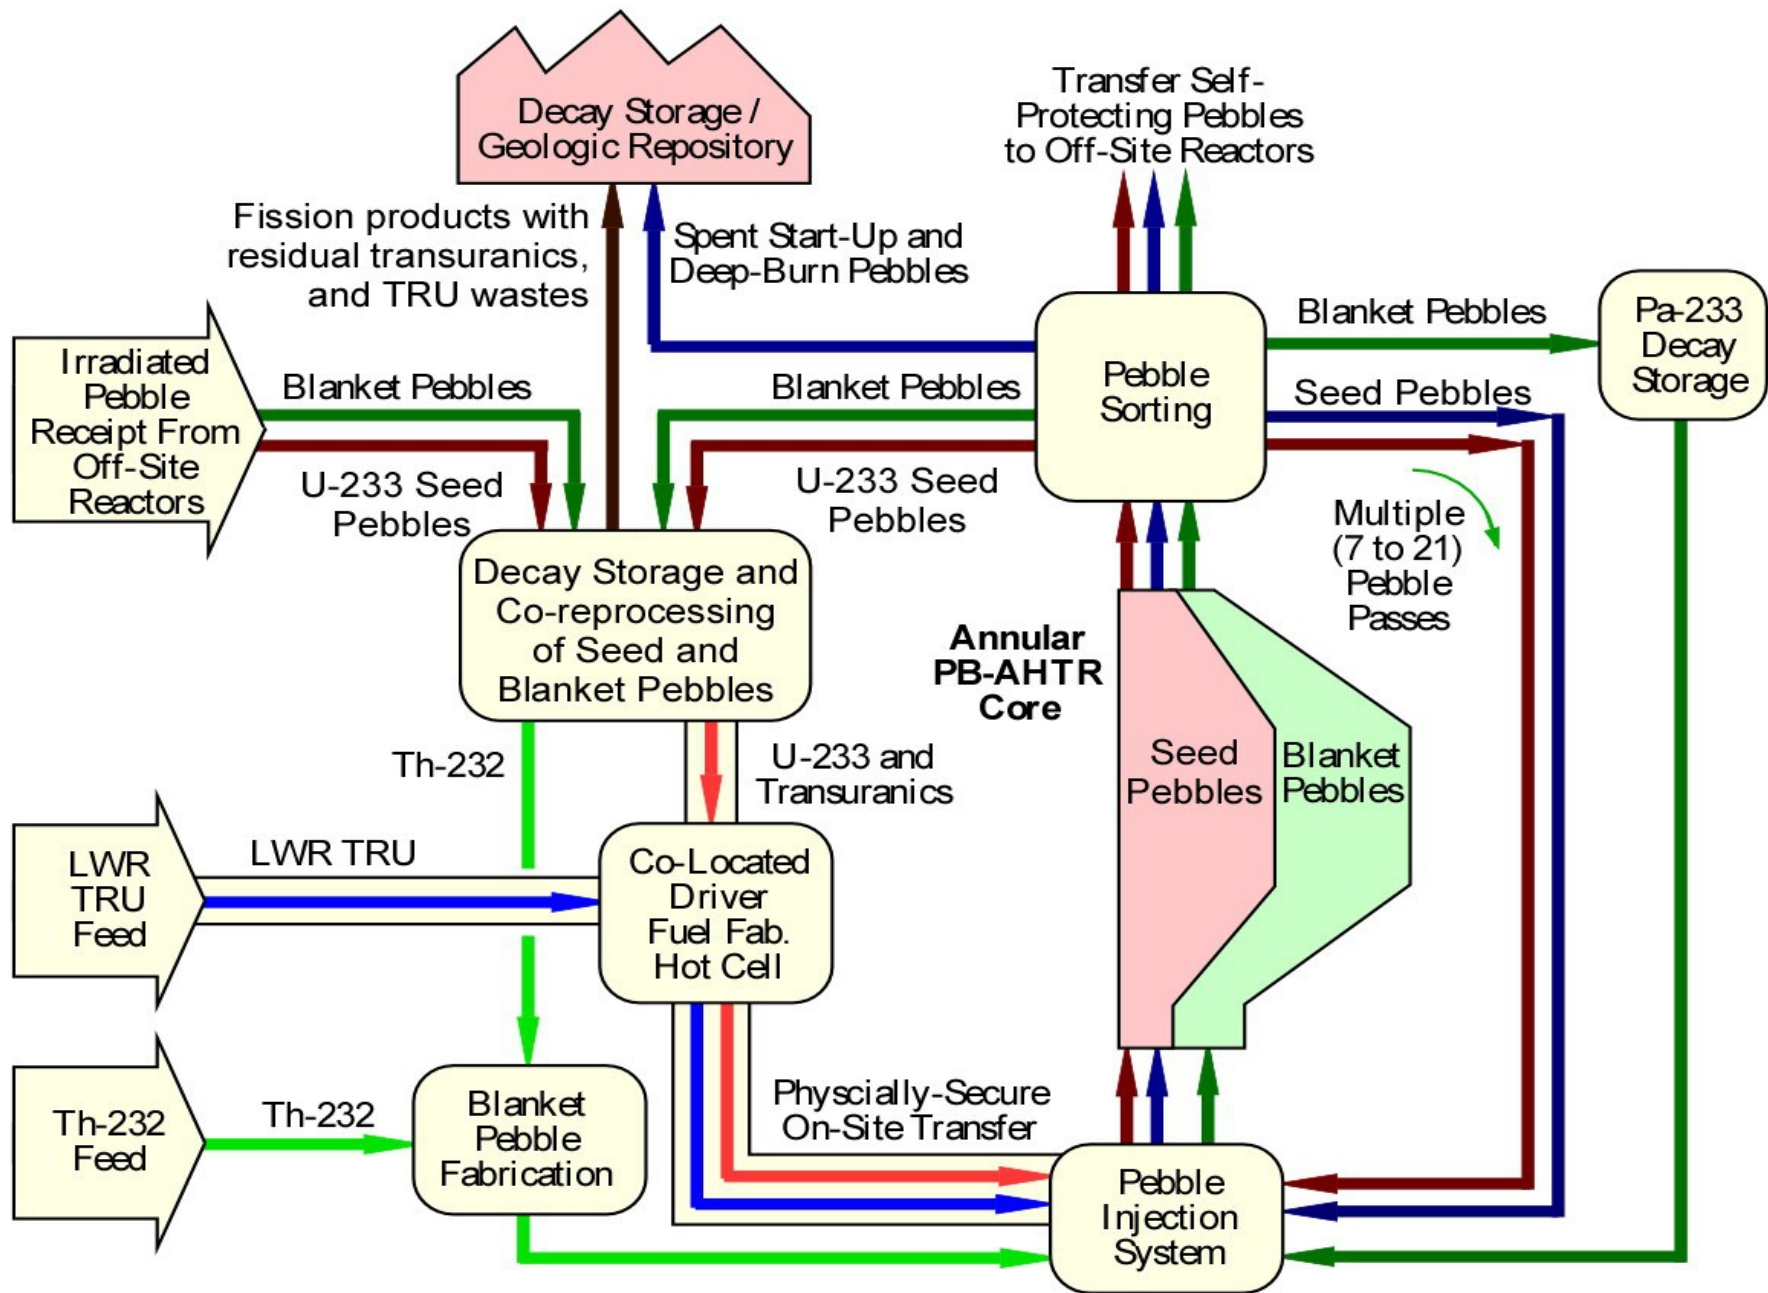 Decay Storage /
Geologic Repository
Transfer Self-
Protecting Pebbles
to Off-Site Reactors
Fission products with
residual transuranics,
and TRU wastes
Spent Start-Up and
Deep-Burn Pebbles
Irradiated
Pebble
Receipt From
Off-Site
Reactors
Blanket Pebbles
U-233 Seed
Pebbles
Blanket Pebbles
U-233 Seed
Pebbles
Pebble
Sorting
Blanket Pebbles
Seed Pebbles
Pa-233
Decay
Storage
Multiple
(7 to 21)
Pebble
Passes
Decay Storage and
Co-reprocessing
of Seed and
Blanket Pebbles
Annular
PB-AHTR
Core
Seed
Pebbles
Blanket
Pebbles
Th-232
U-233 and
Transuranics
LWR
TRU
Feed
LWR TRU
Co-Located
Driver
Fuel Fab.
Hot Cell
Th-232
Feed
Th-232
Blanket
Pebble
Fabrication
Physcially-Secure
On-Site Transfer
Pebble
Injection
System